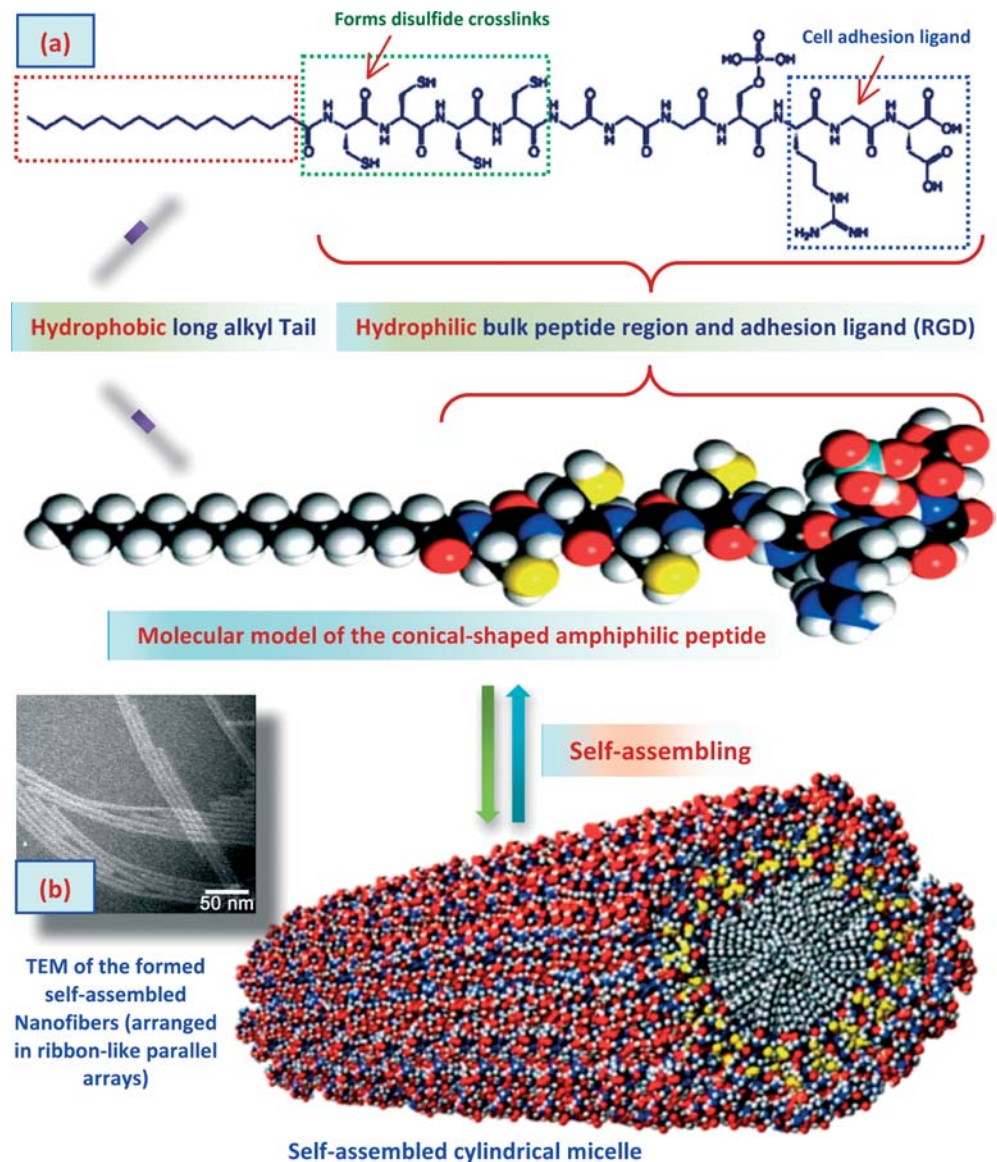 Forms disulfide crosslinks
(a)
Cell adhesion ligand
O
HO P OH
O
SH SH
O O O O O O O
H H H H H H
N N N N N N
OH
O
OH
SH SH
NH
H₂N NH
Hydrophobic long alkyl Tail
Hydrophilic bulk peptide region and adhesion ligand (RGD)
Molecular model of the conical-shaped amphiphilic peptide
Self-assembling
(b)
50 nm
TEM of the formed
self-assembled
Nanofibers (arranged
in ribbon-like parallel
arrays)
Self-assembled cylindrical micelle